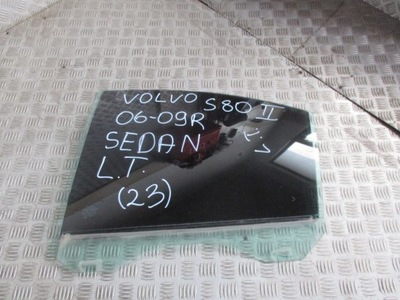 VOLVO S80 II
06-09R
SEDAN
L.T.
(23)